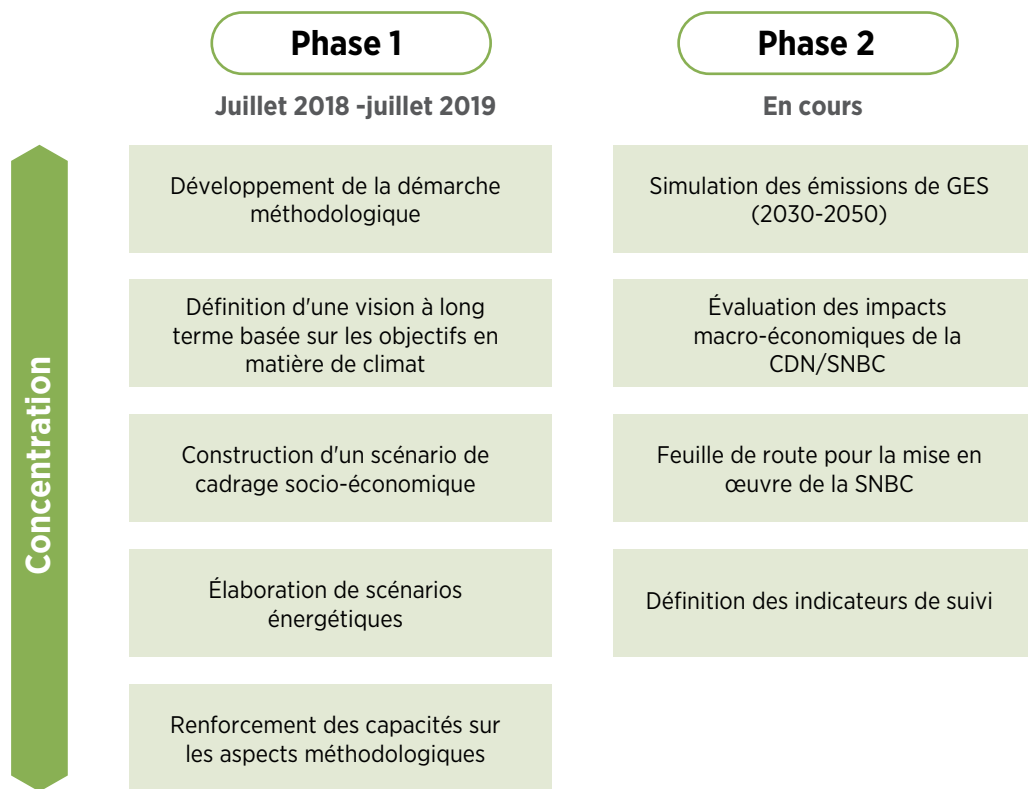 Phase 1
Juillet 2018 -juillet 2019
Développement de la démarche
méthodologique
Définition d'une vision à long
terme basée sur les objectifs en
matière de climat
Construction d'un scénario de
cadrage socio-économique
Élaboration de scénarios
énergétiques
Renforcement des capacités sur
les aspects méthodologiques
Phase 2
En cours
Simulation des émissions de GES
(2030-2050)
Évaluation des impacts
macro-économiques de la
CDN/SNBC
Feuille de route pour la mise en
œuvre de la SNBC
Définition des indicateurs de suivi
Concentration